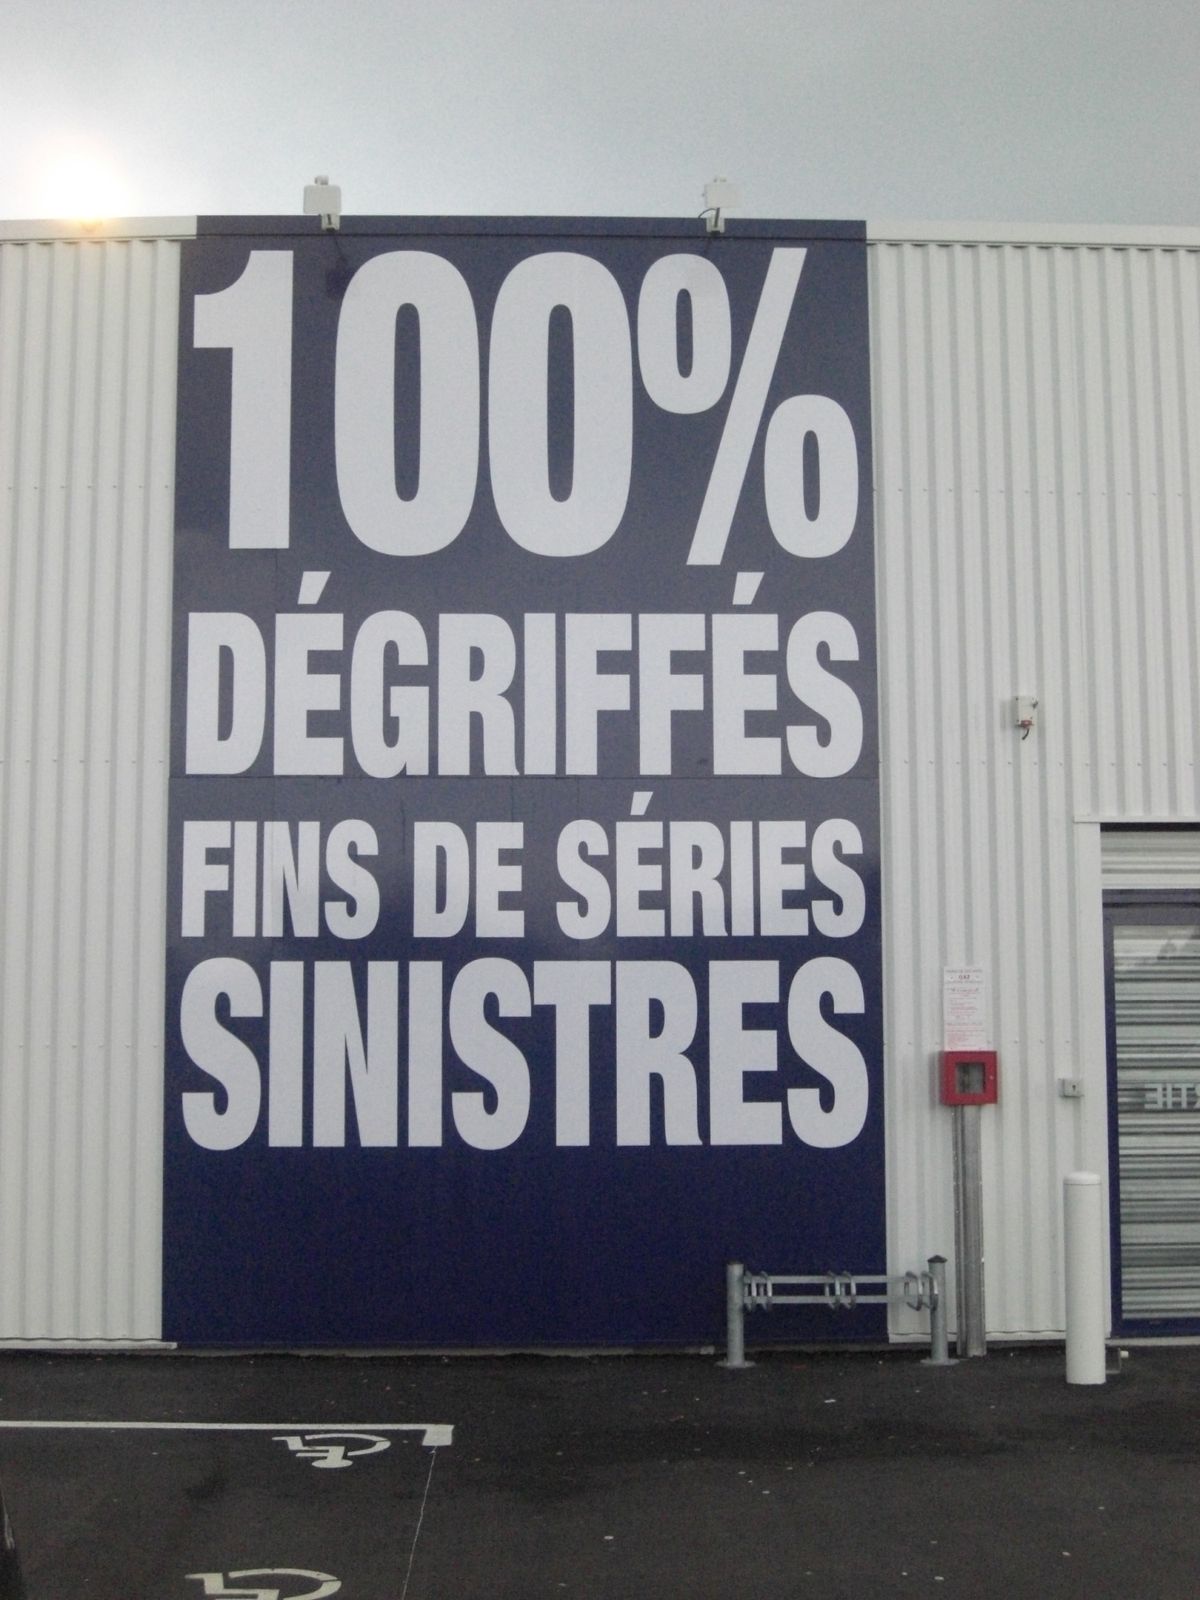 100%
DÉGRIFFÉS
FINS DE SÉRIES
SINISTRES